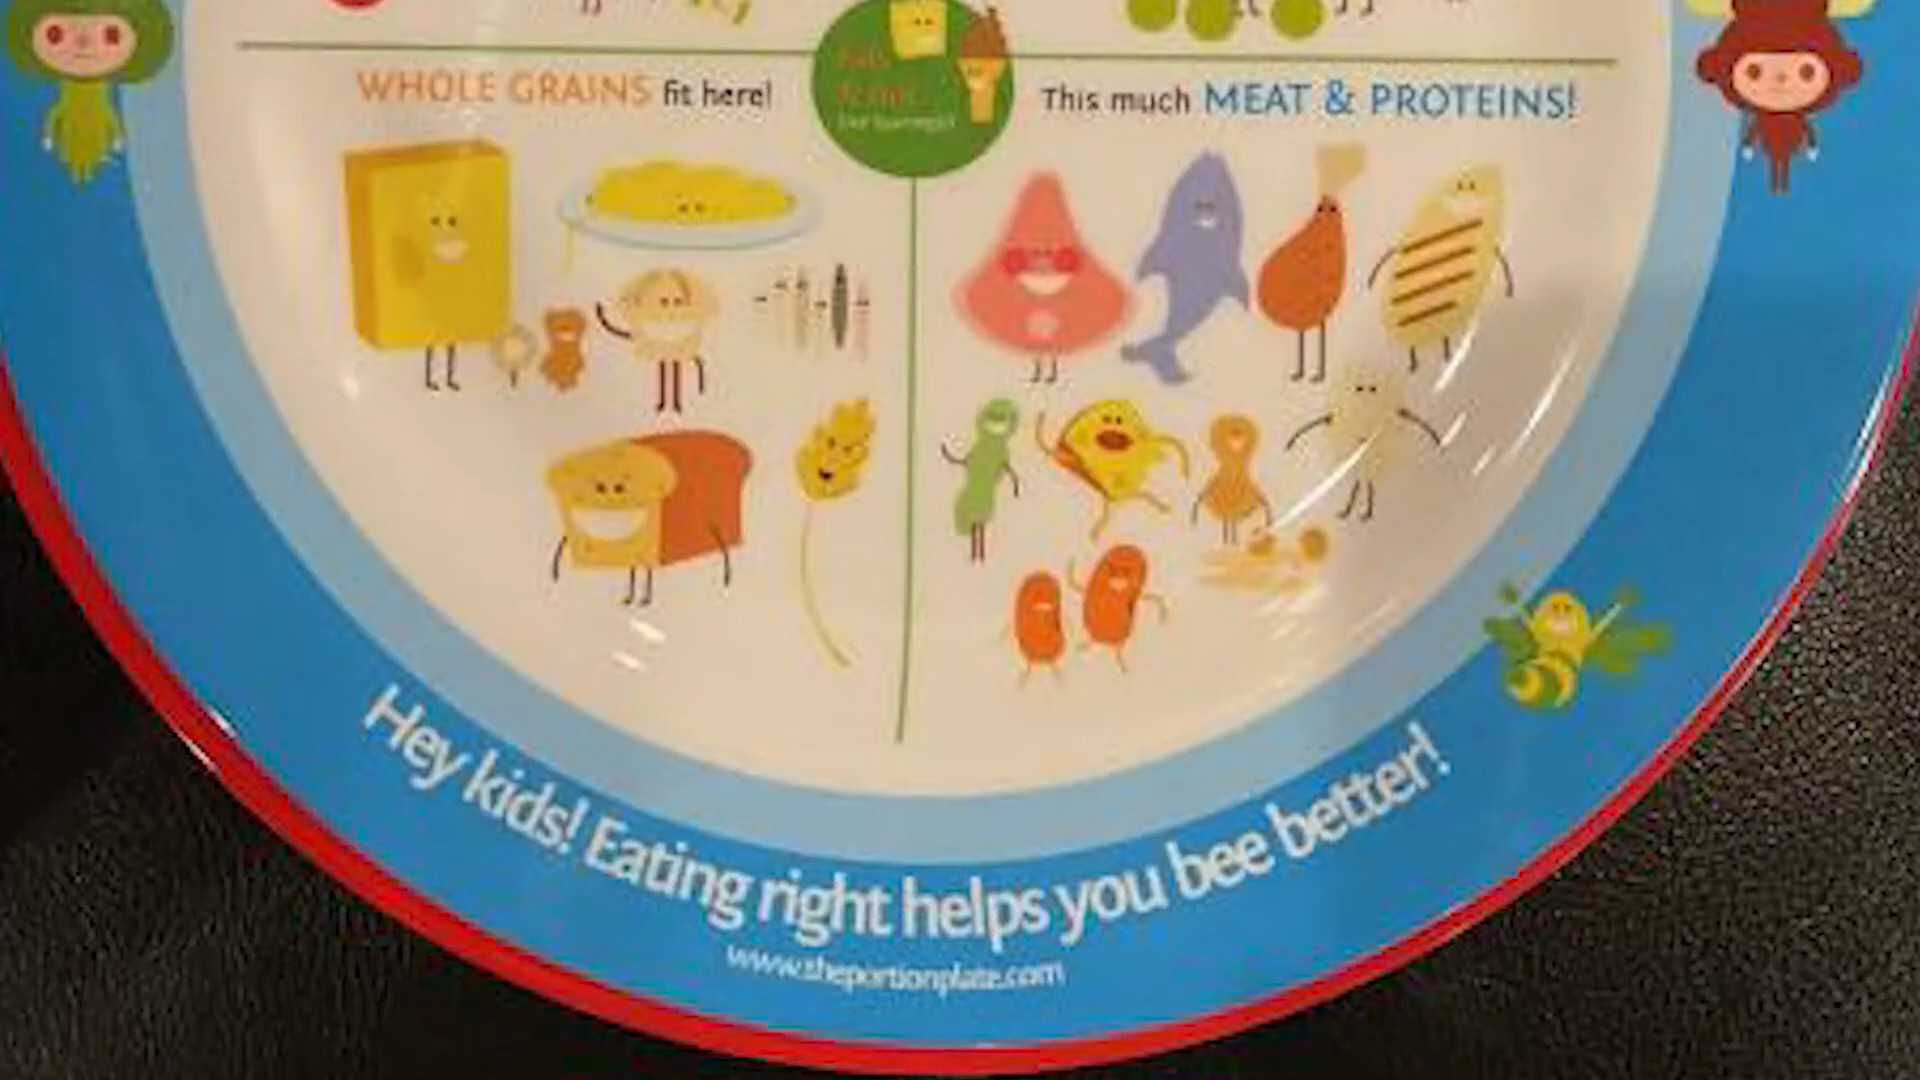 WHOLE GRAINS fit here!
This much MEAT & PROTEINS!
Hey kids! Eating right helps you bee better!
www.theportionplate.com